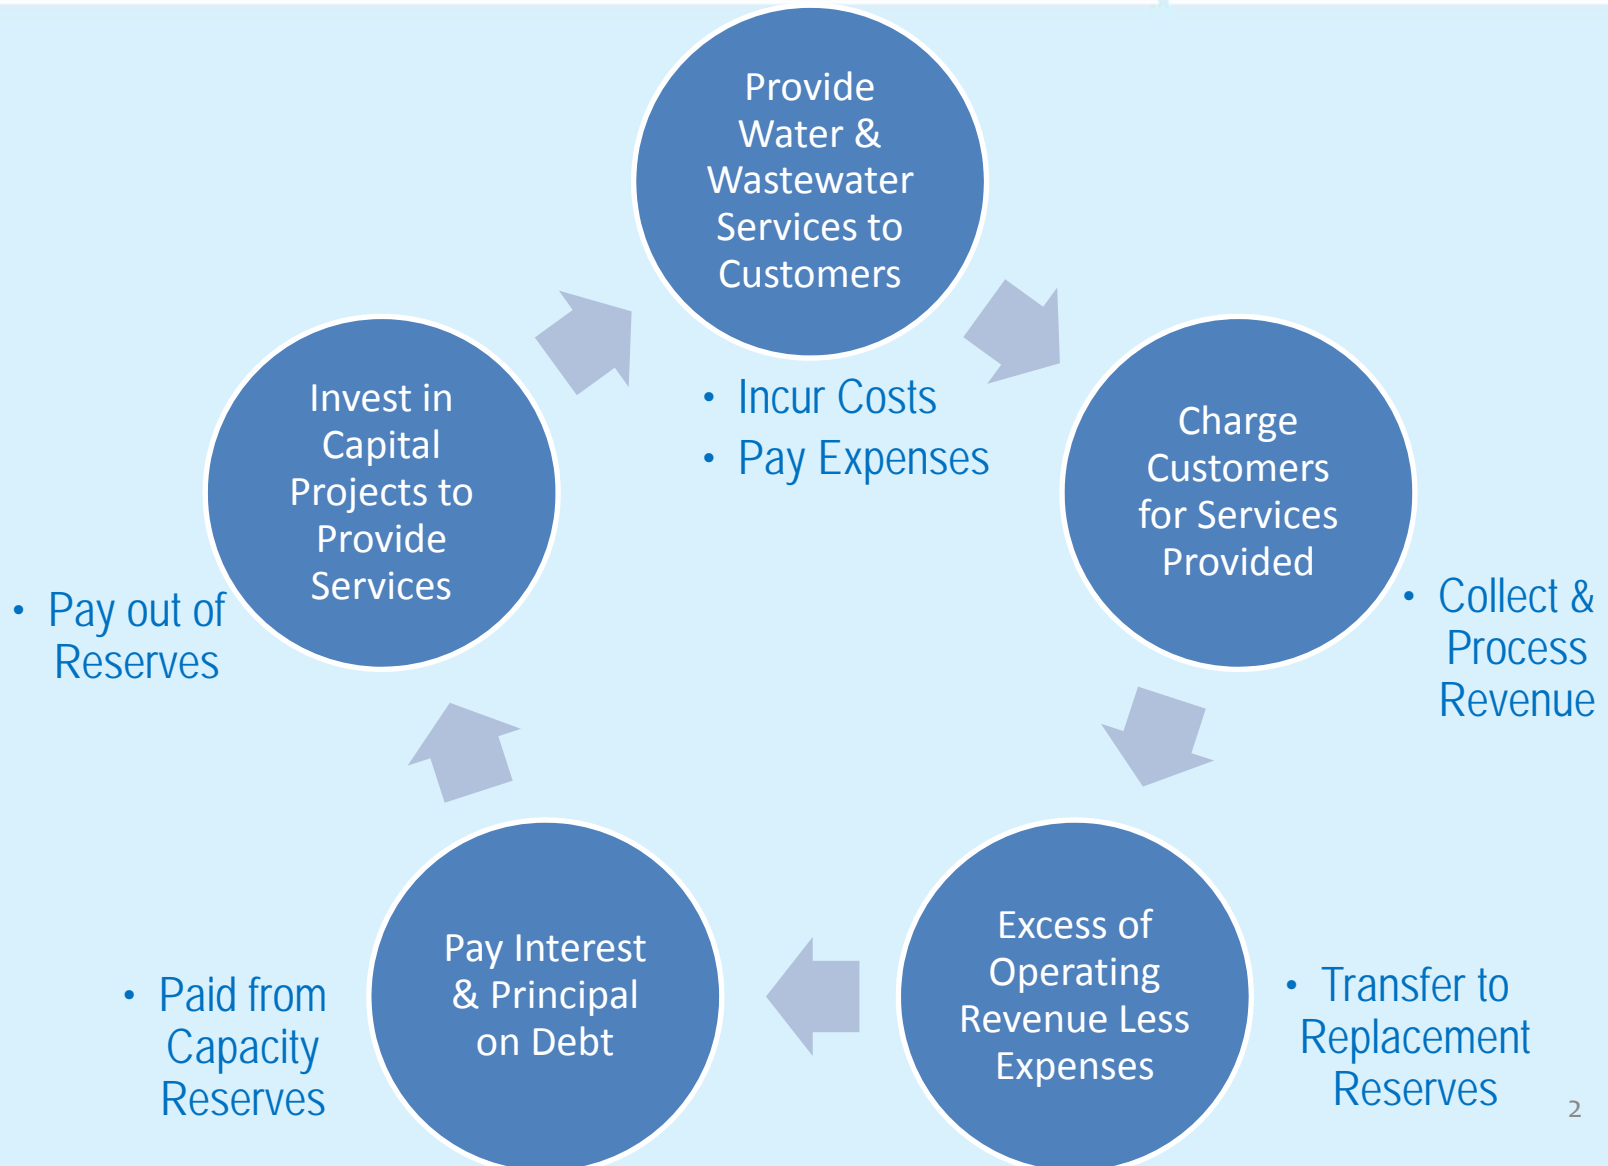 Provide
Water &
Wastewater
Services to
Customers
• Incur Costs
• Pay Expenses
Charge
Customers
for Services
Provided
• Collect &
Process
Revenue
Excess of
Operating
Revenue Less
Expenses
• Transfer to
Replacement
Reserves
Pay Interest
& Principal
on Debt
• Paid from
Capacity
Reserves
Invest in
Capital
Projects to
Provide
Services
• Pay out of
Reserves
2